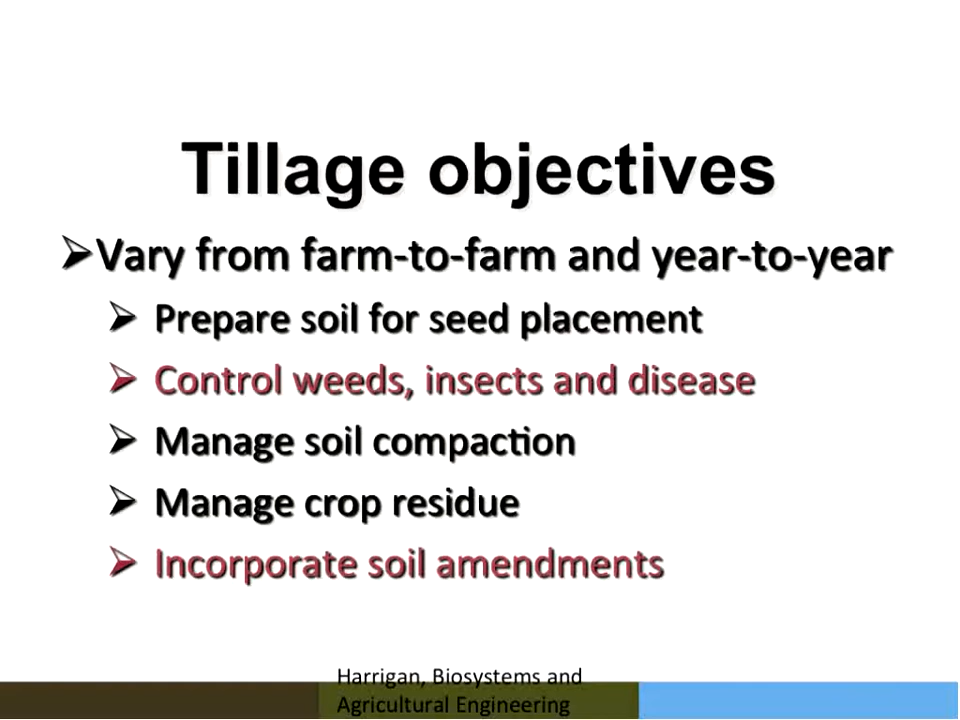 Tillage objectives
➢Vary from farm-to-farm and year-to-year
➢ Prepare soil for seed placement
➢ Control weeds, insects and disease
➢ Manage soil compaction
➢ Manage crop residue
➢ Incorporate soil amendments
Harrigan, Biosystems and
Agricultural Engineering